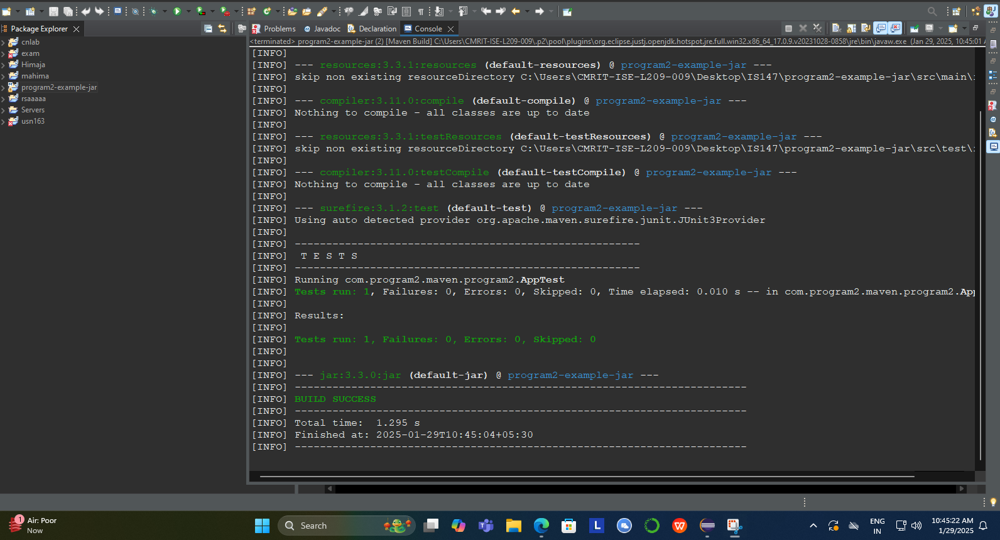 Package Explorer
Problems
Javadoc
Declaration
Console
<terminated> program2-example-jar (2) [Maven Build] C:\Users\CMRIT-ISE-L209-009\.p2\pool\plugins\org.eclipse.justj.openjdk.hotspot.jre.full.win32.x86_64_17.0.9.v20231028-0858\jre\bin\javaw.exe (Jan 29, 2025, 10:45:01
cnlab
exam
Himaja
mahima
program2-example-jar
rsaaaaa
Servers
usn163
[INFO]
[INFO] --- resources:3.3.1:resources (default-resources) @ program2-example-jar ---
[INFO] skip non existing resourceDirectory C:\Users\CMRIT-ISE-L209-009\Desktop\IS147\program2-example-jar\src\main\
[INFO]
[INFO] --- compiler:3.11.0:compile (default-compile) @ program2-example-jar ---
[INFO] Nothing to compile - all classes are up to date
[INFO]
[INFO] --- resources:3.3.1:testResources (default-testResources) @ program2-example-jar ---
[INFO] skip non existing resourceDirectory C:\Users\CMRIT-ISE-L209-009\Desktop\IS147\program2-example-jar\src\test\
[INFO]
[INFO] --- compiler:3.11.0:testCompile (default-testCompile) @ program2-example-jar ---
[INFO] Nothing to compile - all classes are up to date
[INFO]
[INFO] --- surefire:3.1.2:test (default-test) @ program2-example-jar ---
[INFO] Using auto detected provider org.apache.maven.surefire.junit.JUnit3Provider
[INFO]
[INFO] -------------------------------------------------------
[INFO]  T E S T S
[INFO] -------------------------------------------------------
[INFO] Running com.program2.maven.program2.AppTest
[INFO] Tests run: 1, Failures: 0, Errors: 0, Skipped: 0, Time elapsed: 0.010 s -- in com.program2.maven.program2.App
[INFO]
[INFO] Results:
[INFO]
[INFO] Tests run: 1, Failures: 0, Errors: 0, Skipped: 0
[INFO]
[INFO]
[INFO] --- jar:3.3.0:jar (default-jar) @ program2-example-jar ---
[INFO] ------------------------------------------------------------------------
[INFO] BUILD SUCCESS
[INFO] ------------------------------------------------------------------------
[INFO] Total time:  1.295 s
[INFO] Finished at: 2025-01-29T10:45:04+05:30
[INFO] ------------------------------------------------------------------------
1
Air: Poor
Now
Search
L
W
ENG
IN
10:45:22 AM
1/29/2025